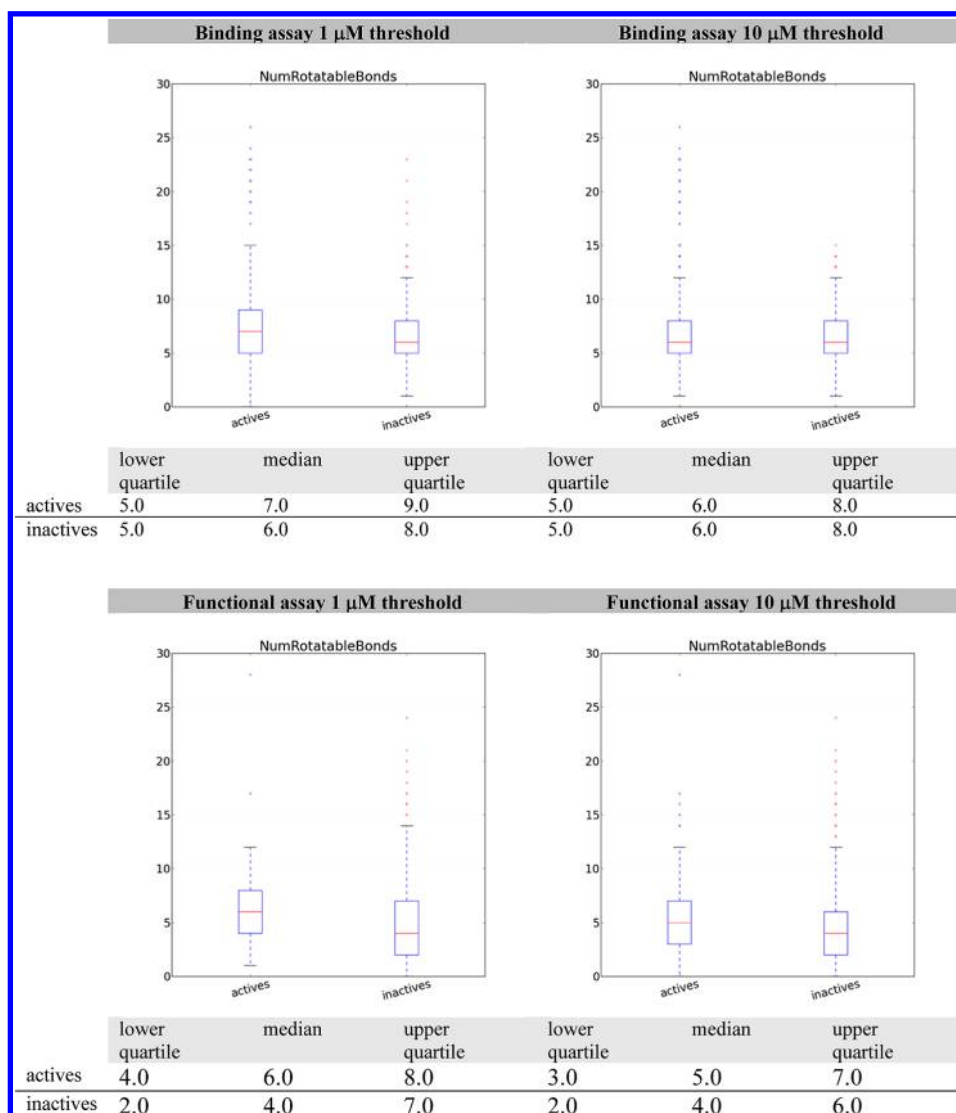 Binding assay 1 μM threshold Binding assay 10 μM threshold
NumRotatableBonds NumRotatableBonds
30 30
25 25
20 20
15 15
10 10
5 5
0 0
actives inactives actives inactives
lower quartile median upper quartile lower quartile median upper quartile
actives 5.0 7.0 9.0 5.0 6.0 8.0
inactives 5.0 6.0 8.0 5.0 6.0 8.0
Functional assay 1 μM threshold Functional assay 10 μM threshold
NumRotatableBonds NumRotatableBonds
30 30
25 25
20 20
15 15
10 10
5 5
0 0
actives inactives actives inactives
lower quartile median upper quartile lower quartile median upper quartile
actives 4.0 6.0 8.0 3.0 5.0 7.0
inactives 2.0 4.0 7.0 2.0 4.0 6.0